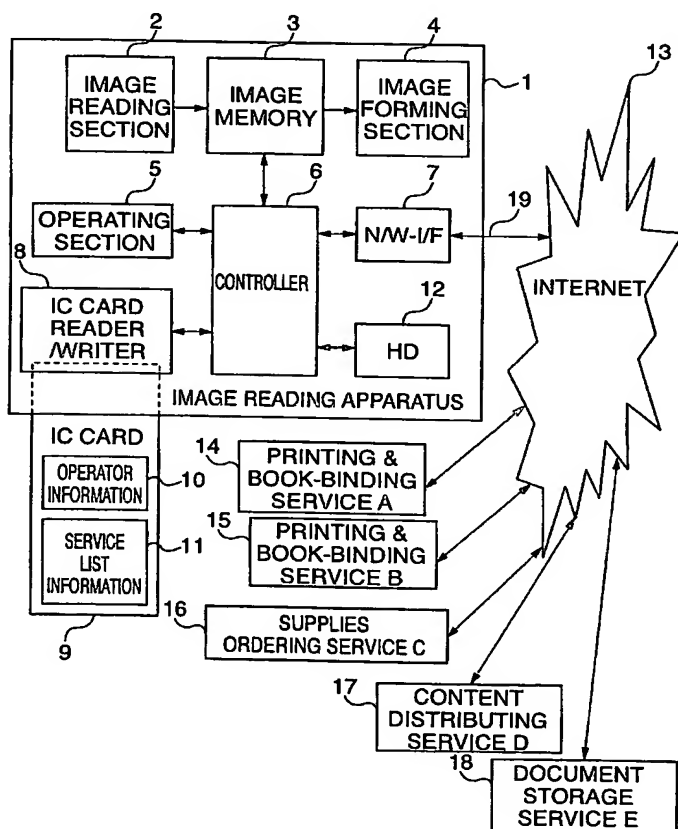 2
3
4
1
13
IMAGE
READING
SECTION
IMAGE
MEMORY
IMAGE
FORMING
SECTION
5
6
7
19
OPERATING
SECTION
CONTROLLER
N/W-I/F
INTERNET
8
12
IC CARD
READER
/WRITER
HD
IMAGE READING APPARATUS
IC CARD
OPERATOR
INFORMATION
10
SERVICE
LIST
INFORMATION
11
9
14
PRINTING &
BOOK-BINDING
SERVICE A
15
PRINTING &
BOOK-BINDING
SERVICE B
16
SUPPLIES
ORDERING SERVICE C
17
CONTENT
DISTRIBUTING
SERVICE D
18
DOCUMENT
STORAGE
SERVICE E